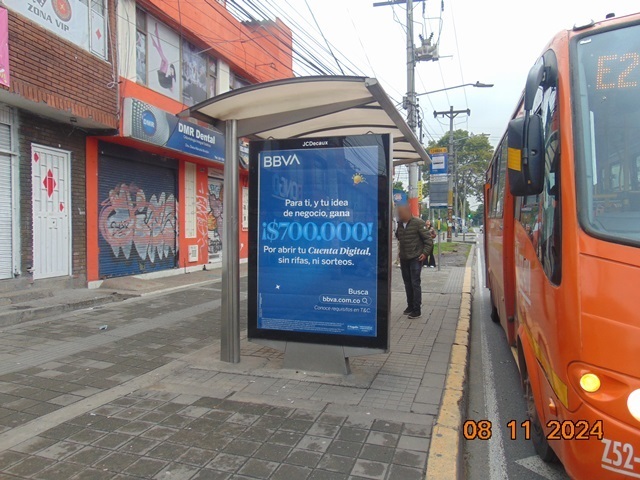 ZONA VIP
DMR
DMR Dental
JCDecaux
BBVA
Para ti, y tu idea
de negocio, gana
¡$700.000!
Por abrir tu Cuenta Digital,
sin rifas, ni sorteos.
Busca
bbva.com.co
Conoce requisitos en T&C
Z52-
08 11 2024